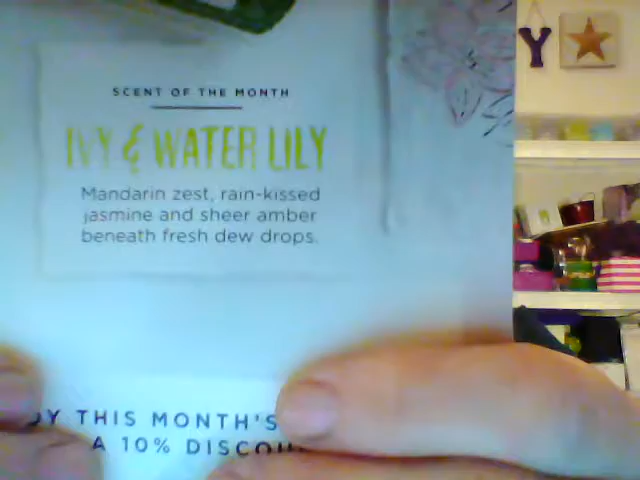 SCENT OF THE MONTH
IVY & WATER LILY
Mandarin zest, rain-kissed
jasmine and sheer amber
beneath fresh dew drops.
THIS MONTH'S
A 10%
Y